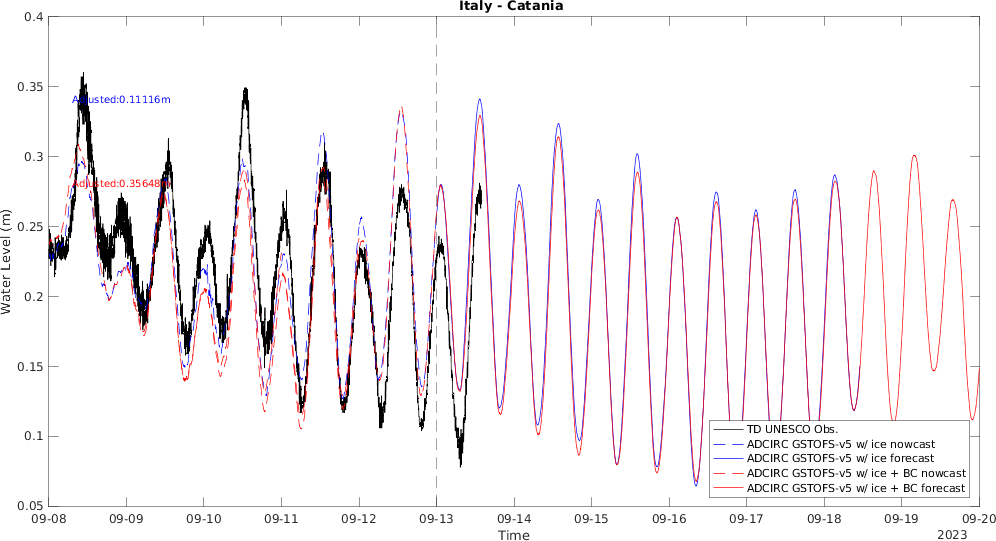 Italy - Catania
0.4
0.35
0.3
0.25
0.2
0.15
0.1
0.05
Water Level (m)
Adjusted:0.11116m
Adjusted:0.35648m
TD UNESCO Obs.
ADCIRC GSTOFS-v5 w/ ice nowcast
ADCIRC GSTOFS-v5 w/ ice forecast
ADCIRC GSTOFS-v5 w/ ice + BC nowcast
ADCIRC GSTOFS-v5 w/ ice + BC forecast
09-08 09-09 09-10 09-11 09-12 09-13 09-14 09-15 09-16 09-17 09-18 09-19 09-20
Time
2023